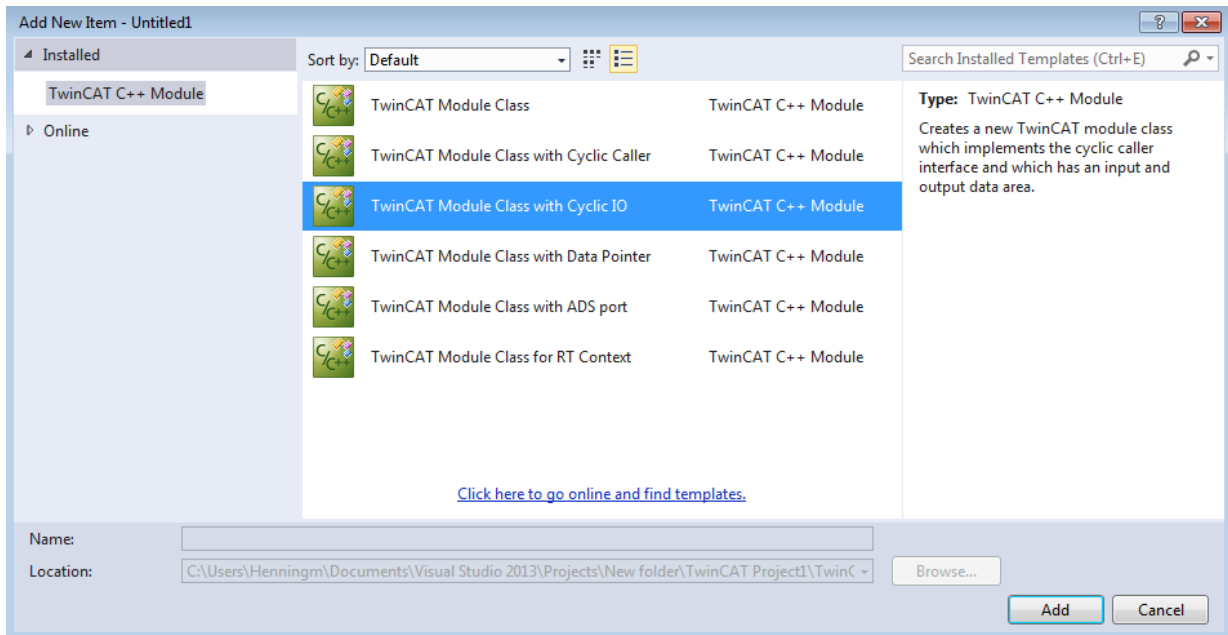 Add New Item - Untitled1
Installed
TwinCAT C++ Module
Online
Sort by: Default
Search Installed Templates (Ctrl+E)
C/C++ TwinCAT Module Class TwinCAT C++ Module
C/C++ TwinCAT Module Class with Cyclic Caller TwinCAT C++ Module
C/C++ TwinCAT Module Class with Cyclic IO TwinCAT C++ Module
C/C++ TwinCAT Module Class with Data Pointer TwinCAT C++ Module
C/C++ TwinCAT Module Class with ADS port TwinCAT C++ Module
C/C++ TwinCAT Module Class for RT Context TwinCAT C++ Module
Click here to go online and find templates.
Type: TwinCAT C++ Module
Creates a new TwinCAT module class
which implements the cyclic caller
interface and which has an input and
output data area.
Name:
Location: C:\Users\Henningm\Documents\Visual Studio 2013\Projects\New folder\TwinCAT Project1\TwinC
Browse...
Add Cancel